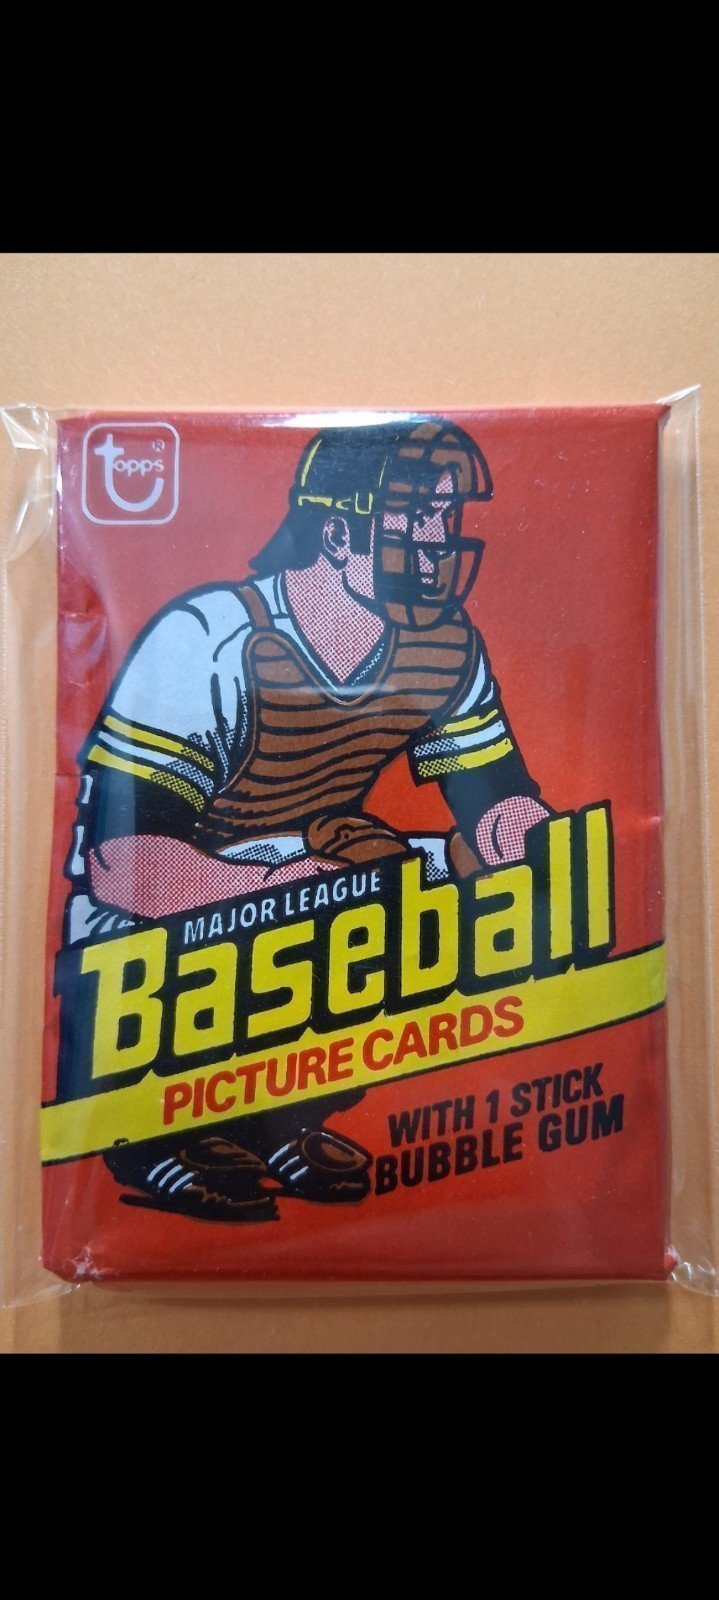 topps®
MAJOR LEAGUE
Baseball
PICTURE CARDS
WITH 1 STICK
BUBBLE GUM